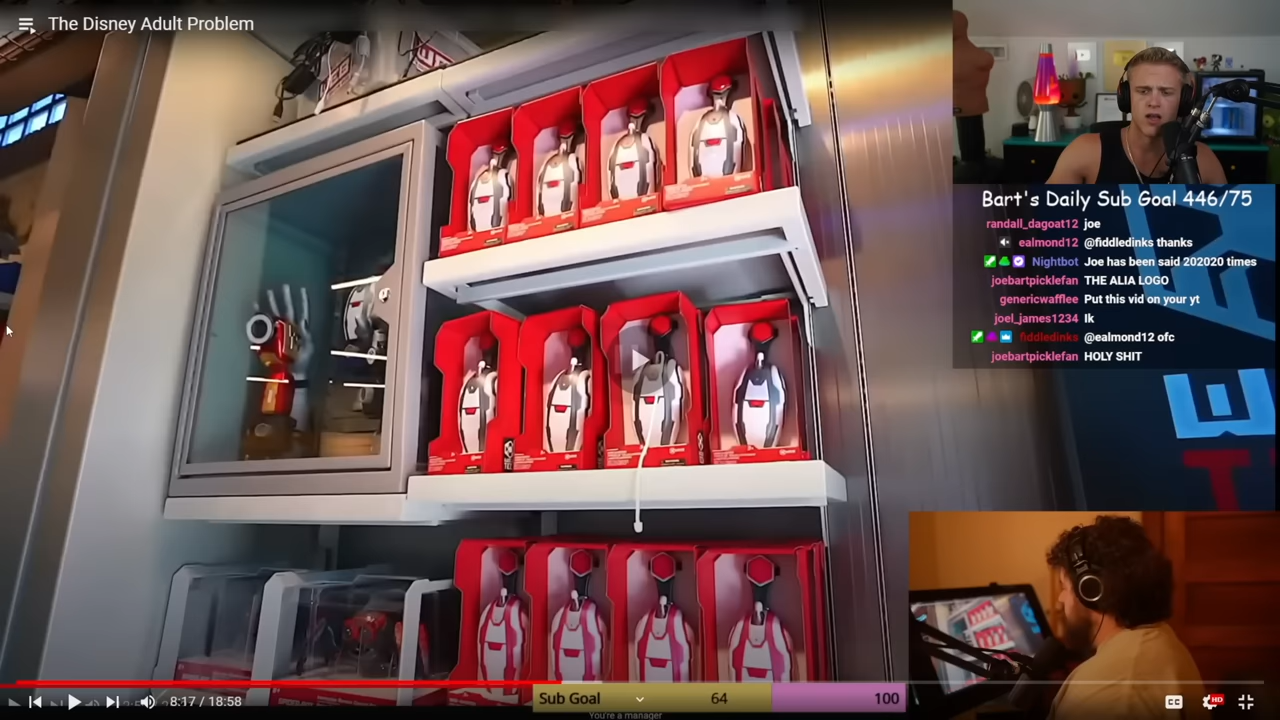 The Disney Adult Problem
Bart's Daily Sub Goal 446/75
randall_dagoat12 joe
ealmond12 @fiddledinks thanks
Nightbot Joe has been said 202020 times
joebartpicklefan THE ALIA LOGO
genericwafflee Put this vid on your yt
joel_james1234 Ik
fiddledinks @ealmond12 ofc
joebartpicklefan HOLY SHIT
8:17 / 18:58
Sub Goal 64 100
CC HD
You're a manager